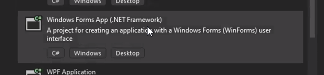 C# Windows Desktop
Windows Forms App (.NET Framework)
A project for creating an application with a Windows Forms (WinForms) user
interface
C# Windows Desktop
WPF Application